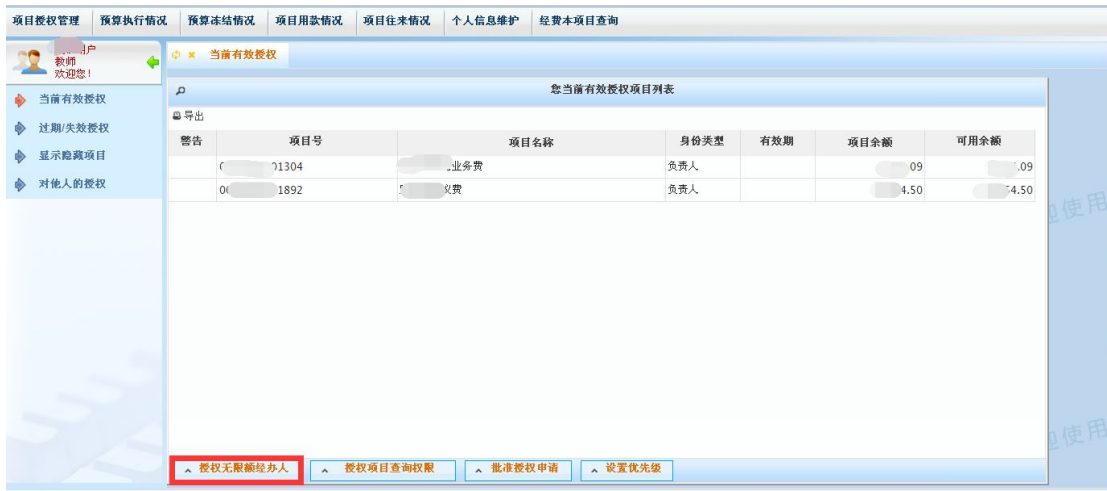 项目授权管理 预算执行情况 预算冻结情况 项目用款情况 项目往来情况 个人信息维护 经费本项目查询
户
教师
欢迎您!
当前有效授权
当前有效授权
过期/失效授权
显示隐藏项目
对他人的授权
您当前有效授权项目列表
导出
警告 项目号 项目名称 身份类型 有效期 项目余额 可用余额
01304 业务费 负责人 09 .09
1892 议费 负责人 4.50 4.50
迎使用
迎使用
授权无限额经办人 授权项目查询权限 批准授权申请 设置优先级